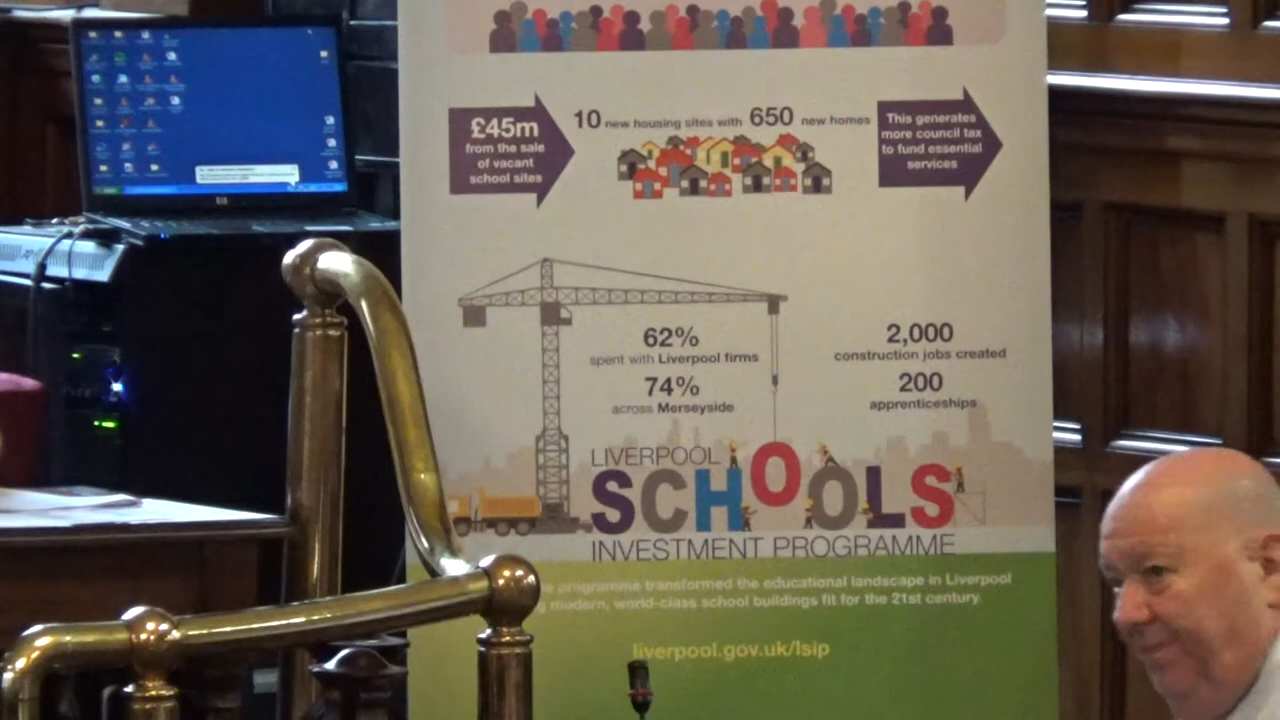 £45m
from the sale
of vacant
school sites
10 new housing sites with 650 new homes
This generates
more council tax
to fund essential
services
62%
spent with Liverpool firms
74%
across Merseyside
2,000
construction jobs created
200
apprenticeships
LIVERPOOL
SCHOOLS
INVESTMENT PROGRAMME
programme transformed the educational landscape in Liverpool
modern, world-class school buildings fit for the 21st century.
liverpool.gov.uk/lsip
hp